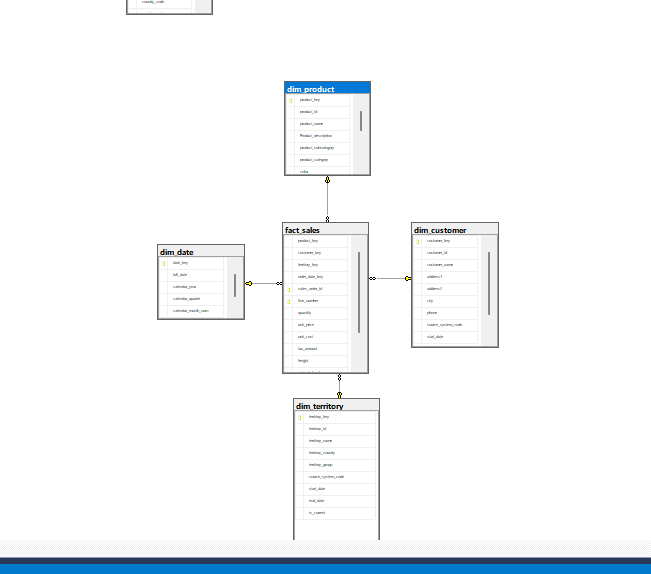 country_code
dim_product
product_key
product_id
product_name
Product_description
product_subcategory
product_category
color
fact_sales
product_key
customer_key
territory_key
order_date_key
sales_order_id
line_number
quantity
unit_price
unit_cost
tax_amount
freight
dim_customer
customer_key
customer_id
customer_name
address1
address2
city
phone
source_system_code
start_date
dim_date
date_key
full_date
calendar_year
calendar_quarter
calendar_month_num
dim_territory
territory_key
territory_id
territory_name
territory_country
territory_group
source_system_code
start_date
end_date
is_current